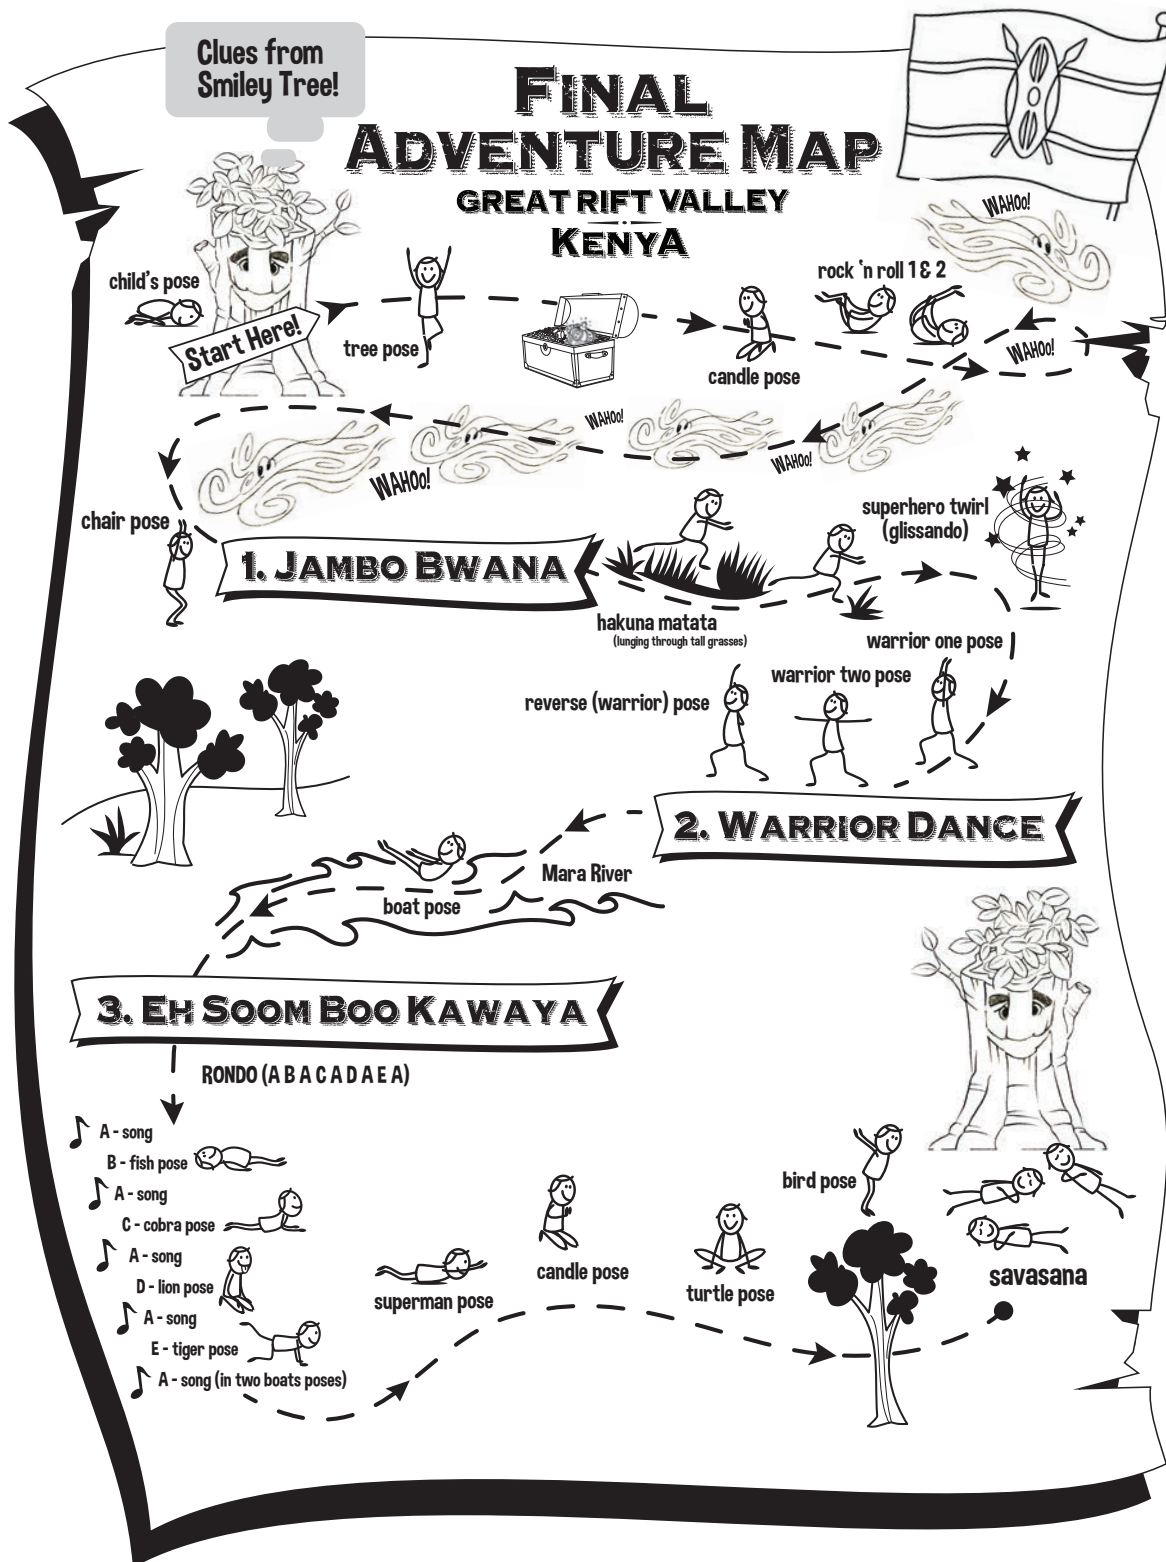 Clues from
Smiley Tree!
FINAL
ADVENTURE MAP
GREAT RIFT VALLEY
KENYA
WAHOO!
child's pose
Start Here!
tree pose
candle pose
rock 'n roll 1 & 2
WAHOO!
WAHOO!
WAHOO!
WAHOO!
chair pose
1. JAMBO BWANA
hakuna matata
(lunging through tall grasses)
superhero twirl
(glissando)
warrior one pose
warrior two pose
reverse (warrior) pose
2. WARRIOR DANCE
Mara River
boat pose
3. EH SOOM BOO KAWAYA
RONDO (A B A C A D A E A)
A - song
B - fish pose
A - song
C - cobra pose
A - song
D - lion pose
A - song
E - tiger pose
A - song (in two boats poses)
superman pose
candle pose
turtle pose
bird pose
savasana